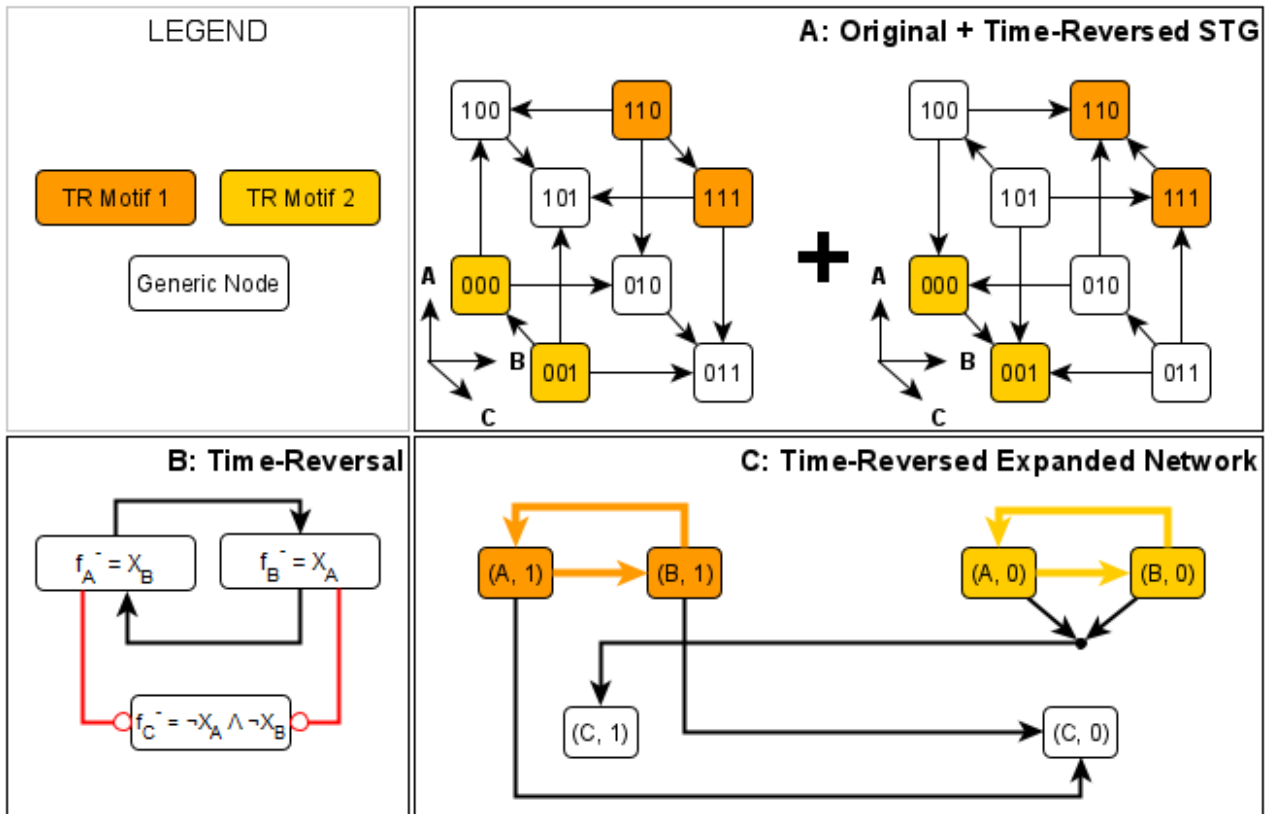 LEGEND
TR Motif 1
TR Motif 2
Generic Node
A: Original + Time-Reversed STG
100
110
101
111
000
010
001
011
A
B
C
+
100
110
101
111
000
010
001
011
A
B
C
B: Time-Reversal
f_A^- = X_B
f_B^- = X_A
f_C^- = ¬X_A ∧ ¬X_B
C: Time-Reversed Expanded Network
(A, 1)
(B, 1)
(A, 0)
(B, 0)
(C, 1)
(C, 0)